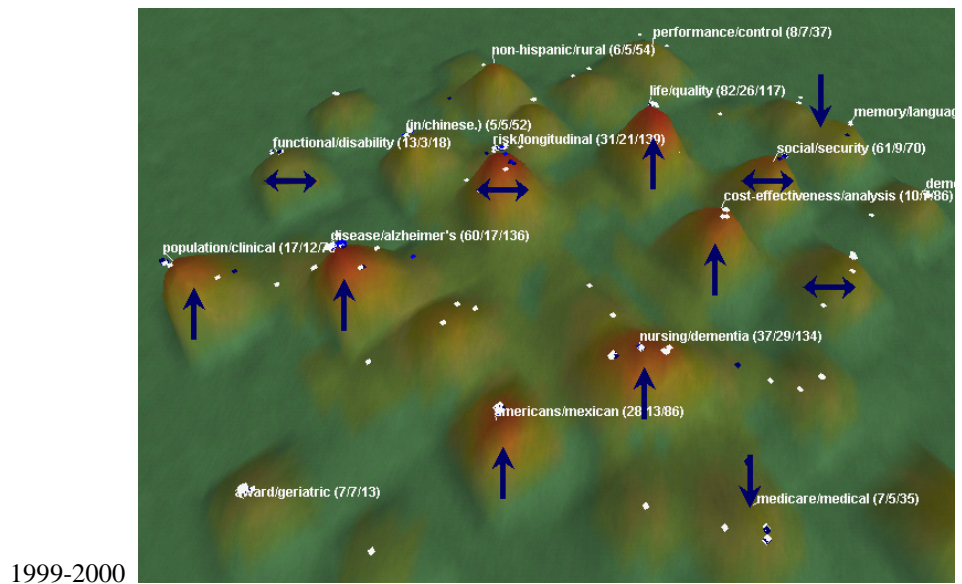 performance/control (8/7/37)
non-hispanic/rural (6/5/54)
life/quality (82/26/117)
memory/languag
(in/chinese.) (5/5/52)
functional/disability (13/3/18)
risk/longitudinal (31/21/139)
social/security (61/9/70)
cost-effectiveness/analysis
disease/alzheimer's (60/17/136)
population/clinical
nursing/dementia (37/29/134)
americans/mexican (28/13/86)
award/geriatric (7/7/13)
medicare/medical (7/5/35)
1999-2000